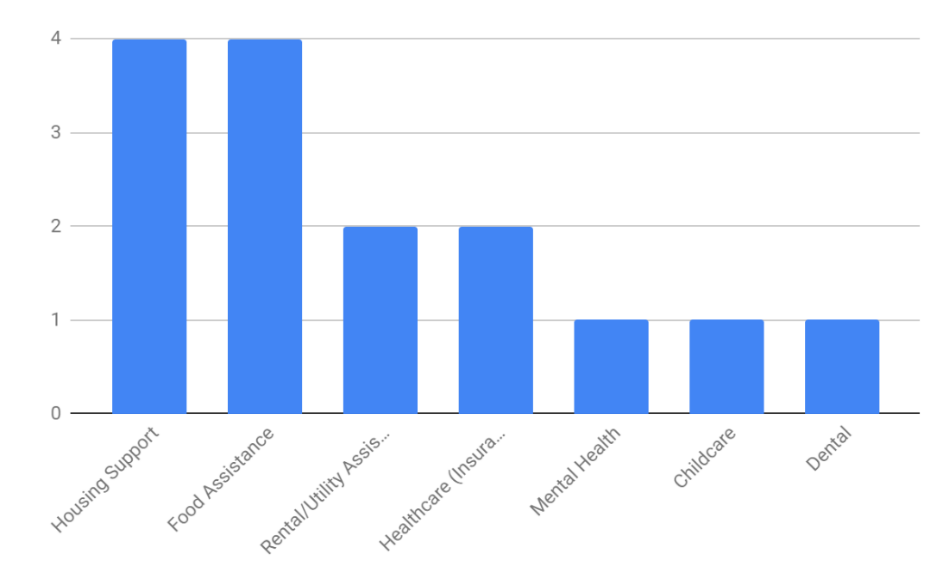 4
3
2
1
0
Housing Support
Food Assistance
Rental/Utility Assis...
Healthcare (Insura...
Mental Health
Childcare
Dental